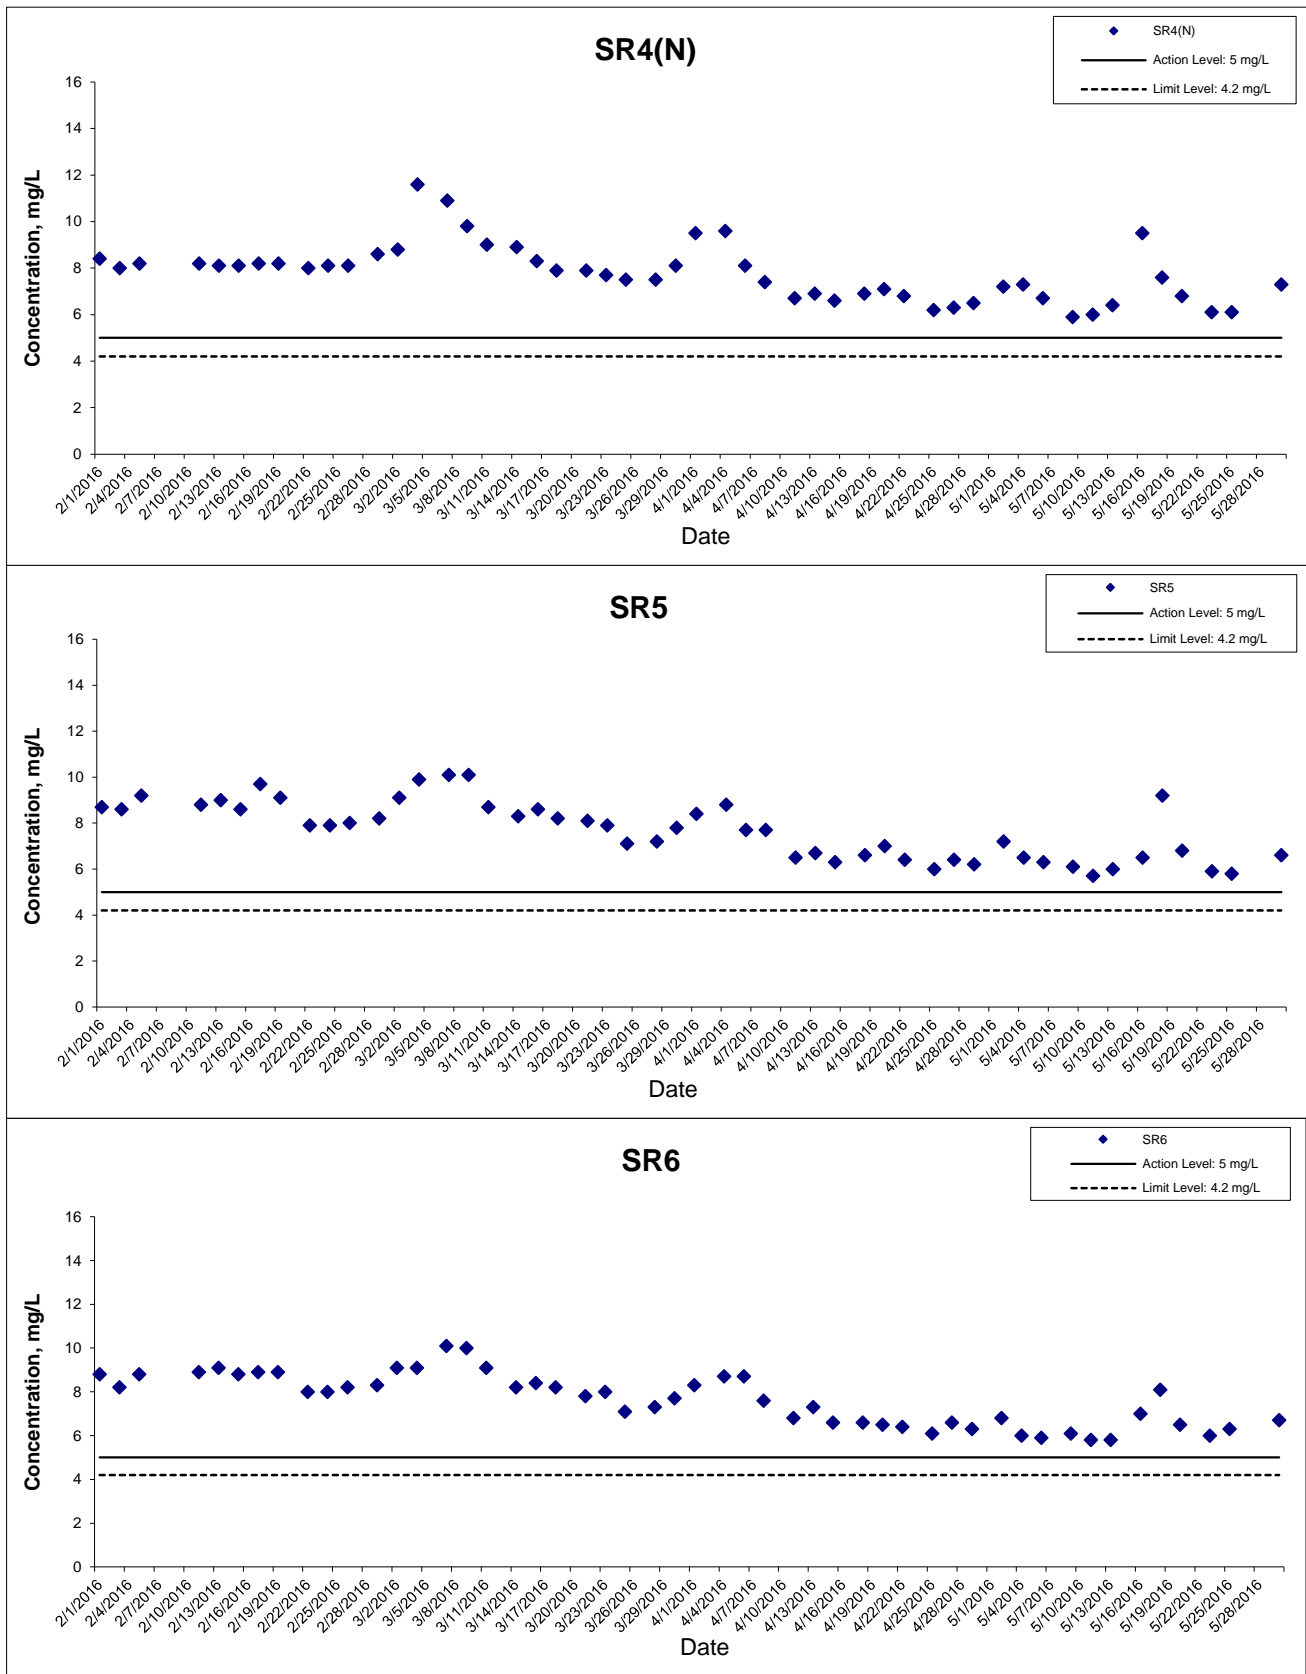 SR4(N)
SR4(N)
Action Level: 5 mg/L
Limit Level: 4.2 mg/L
Concentration, mg/L
16
14
12
10
8
6
4
2
0
2/1/2016 2/4/2016 2/7/2016 2/10/2016 2/13/2016 2/16/2016 2/19/2016 2/22/2016 2/25/2016 2/28/2016 3/2/2016 3/5/2016 3/8/2016 3/11/2016 3/14/2016 3/17/2016 3/20/2016 3/23/2016 3/26/2016 3/29/2016 4/1/2016 4/4/2016 4/7/2016 4/10/2016 4/13/2016 4/16/2016 4/19/2016 4/22/2016 4/25/2016 4/28/2016 5/1/2016 5/4/2016 5/7/2016 5/10/2016 5/13/2016 5/16/2016 5/19/2016 5/22/2016 5/25/2016 5/28/2016
Date
SR5
SR5
Action Level: 5 mg/L
Limit Level: 4.2 mg/L
Concentration, mg/L
16
14
12
10
8
6
4
2
0
2/1/2016 2/4/2016 2/7/2016 2/10/2016 2/13/2016 2/16/2016 2/19/2016 2/22/2016 2/25/2016 2/28/2016 3/2/2016 3/5/2016 3/8/2016 3/11/2016 3/14/2016 3/17/2016 3/20/2016 3/23/2016 3/26/2016 3/29/2016 4/1/2016 4/4/2016 4/7/2016 4/10/2016 4/13/2016 4/16/2016 4/19/2016 4/22/2016 4/25/2016 4/28/2016 5/1/2016 5/4/2016 5/7/2016 5/10/2016 5/13/2016 5/16/2016 5/19/2016 5/22/2016 5/25/2016 5/28/2016
Date
SR6
SR6
Action Level: 5 mg/L
Limit Level: 4.2 mg/L
Concentration, mg/L
16
14
12
10
8
6
4
2
0
2/1/2016 2/4/2016 2/7/2016 2/10/2016 2/13/2016 2/16/2016 2/19/2016 2/22/2016 2/25/2016 2/28/2016 3/2/2016 3/5/2016 3/8/2016 3/11/2016 3/14/2016 3/17/2016 3/20/2016 3/23/2016 3/26/2016 3/29/2016 4/1/2016 4/4/2016 4/7/2016 4/10/2016 4/13/2016 4/16/2016 4/19/2016 4/22/2016 4/25/2016 4/28/2016 5/1/2016 5/4/2016 5/7/2016 5/10/2016 5/13/2016 5/16/2016 5/19/2016 5/22/2016 5/25/2016 5/28/2016
Date